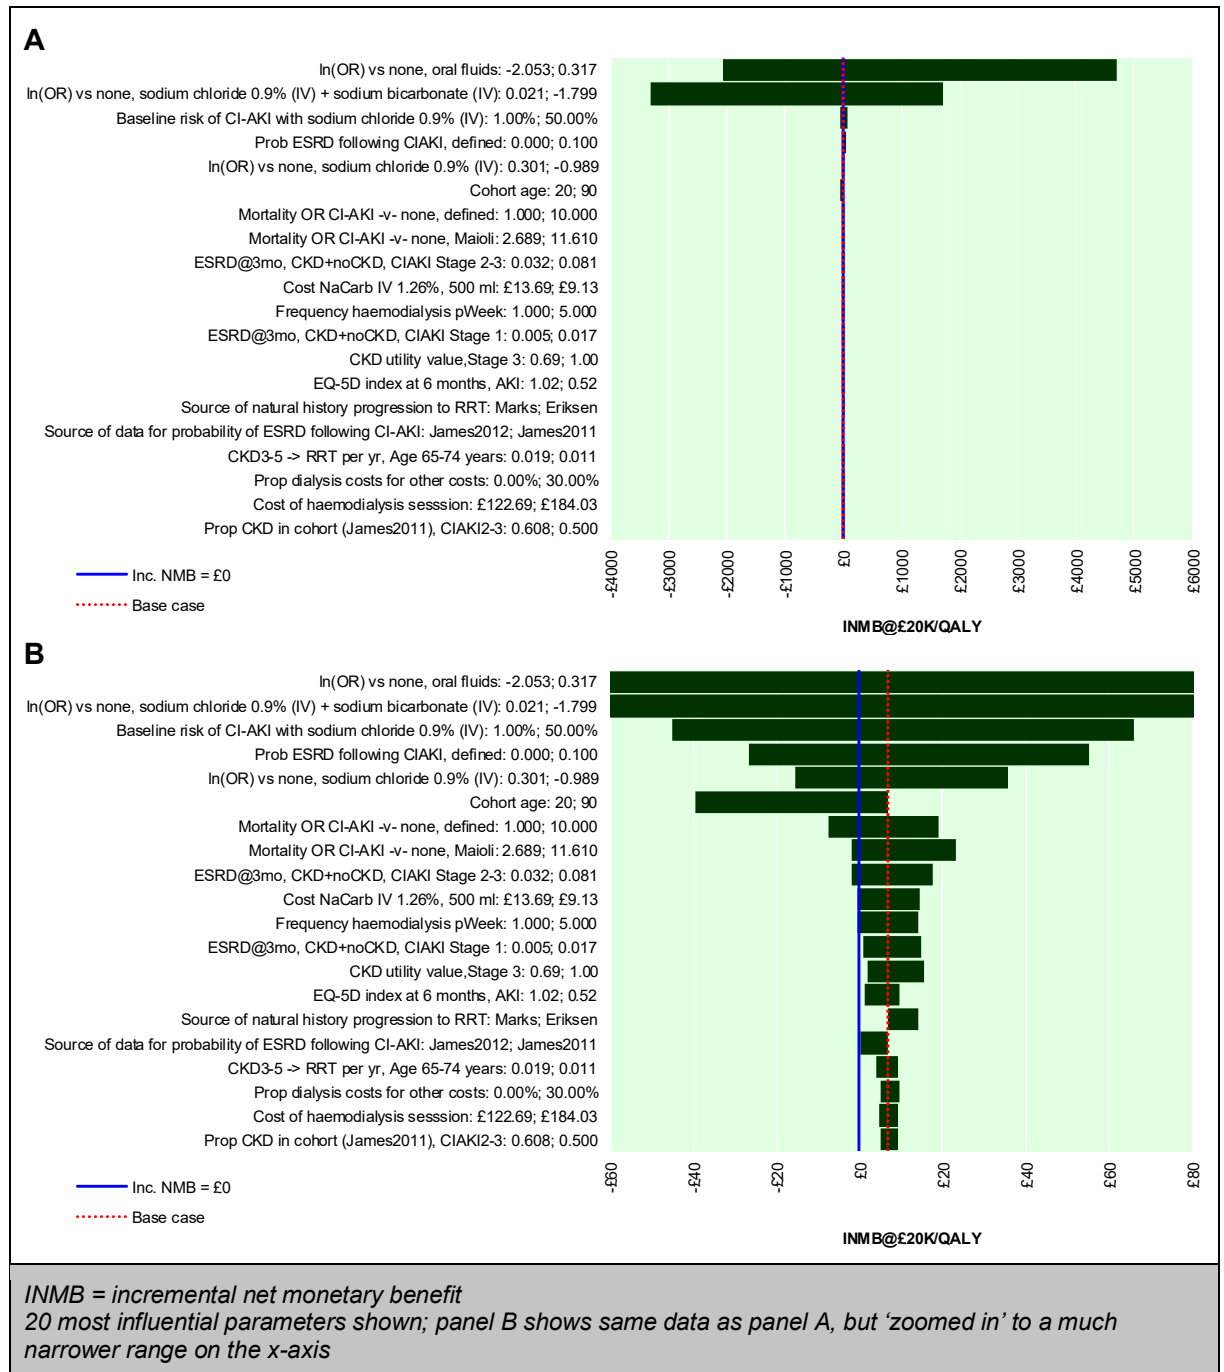 A
ln(OR) vs none, oral fluids: -2.053; 0.317
ln(OR) vs none, sodium chloride 0.9% (IV) + sodium bicarbonate (IV): 0.021; -1.799
Baseline risk of CI-AKI with sodium chloride 0.9% (IV): 1.00%; 50.00%
Prob ESRD following CIAKI, defined: 0.000; 0.100
ln(OR) vs none, sodium chloride 0.9% (IV): 0.301; -0.989
Cohort age: 20; 90
Mortality OR CI-AKI -v- none, defined: 1.000; 10.000
Mortality OR CI-AKI -v- none, Maioli: 2.689; 11.610
ESRD@3mo, CKD+noCKD, CIAKI Stage 2-3: 0.032; 0.081
Cost NaCarb IV 1.26%, 500 ml: £13.69; £9.13
Frequency haemodialysis pWeek: 1.000; 5.000
ESRD@3mo, CKD+noCKD, CIAKI Stage 1: 0.005; 0.017
CKD utility value,Stage 3: 0.69; 1.00
EQ-5D index at 6 months, AKI: 1.02; 0.52
Source of natural history progression to RRT: Marks; Eriksen
Source of data for probability of ESRD following CI-AKI: James2012; James2011
CKD3-5 -> RRT per yr, Age 65-74 years: 0.019; 0.011
Prop dialysis costs for other costs: 0.00%; 30.00%
Cost of haemodialysis sesssion: £122.69; £184.03
Prop CKD in cohort (James2011), CIAKI2-3: 0.608; 0.500
-£4000 -£3000 -£2000 -£1000 £0 £1000 £2000 £3000 £4000 £5000 £6000
Inc. NMB = £0
Base case
INMB@£20K/QALY
B
ln(OR) vs none, oral fluids: -2.053; 0.317
ln(OR) vs none, sodium chloride 0.9% (IV) + sodium bicarbonate (IV): 0.021; -1.799
Baseline risk of CI-AKI with sodium chloride 0.9% (IV): 1.00%; 50.00%
Prob ESRD following CIAKI, defined: 0.000; 0.100
ln(OR) vs none, sodium chloride 0.9% (IV): 0.301; -0.989
Cohort age: 20; 90
Mortality OR CI-AKI -v- none, defined: 1.000; 10.000
Mortality OR CI-AKI -v- none, Maioli: 2.689; 11.610
ESRD@3mo, CKD+noCKD, CIAKI Stage 2-3: 0.032; 0.081
Cost NaCarb IV 1.26%, 500 ml: £13.69; £9.13
Frequency haemodialysis pWeek: 1.000; 5.000
ESRD@3mo, CKD+noCKD, CIAKI Stage 1: 0.005; 0.017
CKD utility value,Stage 3: 0.69; 1.00
EQ-5D index at 6 months, AKI: 1.02; 0.52
Source of natural history progression to RRT: Marks; Eriksen
Source of data for probability of ESRD following CI-AKI: James2012; James2011
CKD3-5 -> RRT per yr, Age 65-74 years: 0.019; 0.011
Prop dialysis costs for other costs: 0.00%; 30.00%
Cost of haemodialysis sesssion: £122.69; £184.03
Prop CKD in cohort (James2011), CIAKI2-3: 0.608; 0.500
-£60 -£40 -£20 £0 £20 £40 £60 £80
Inc. NMB = £0
Base case
INMB@£20K/QALY
INMB = incremental net monetary benefit
20 most influential parameters shown; panel B shows same data as panel A, but ‘zoomed in’ to a much
narrower range on the x-axis